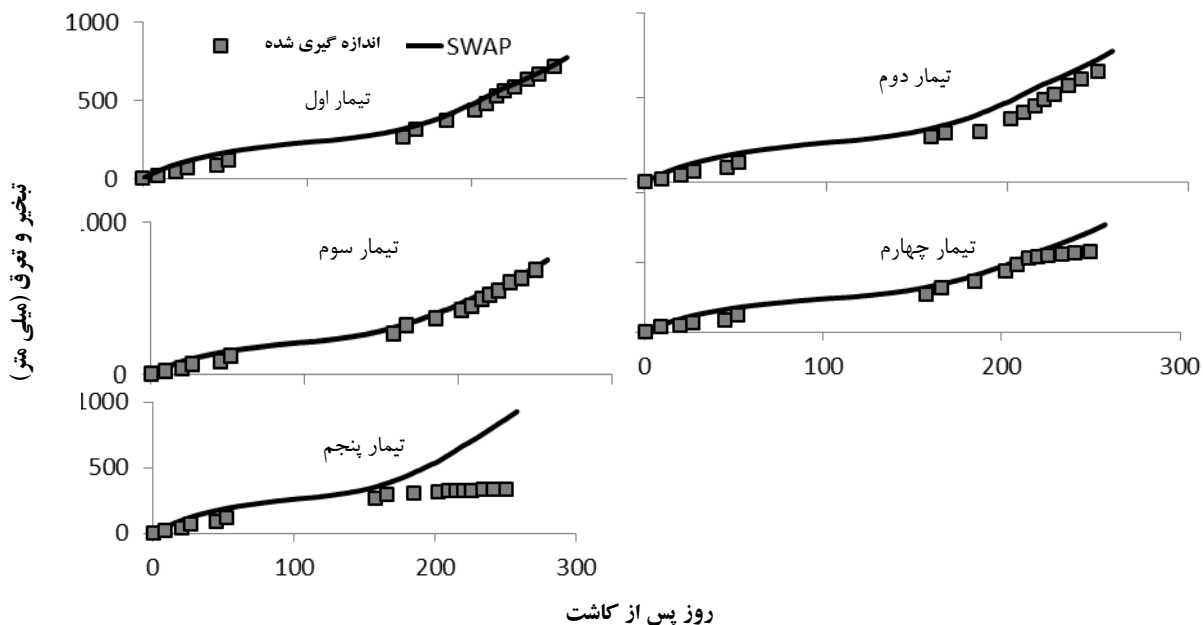 1000
500
0
اندازه گیری شده
SWAP
تیمار اول
تیمار دوم
1000
0
تیمار سوم
تیمار چهارم
0
100
200
300
1000
500
0
تیمار پنجم
0
100
200
300
تبخیر و تعرق (میلی متر)
روز پس از کاشت